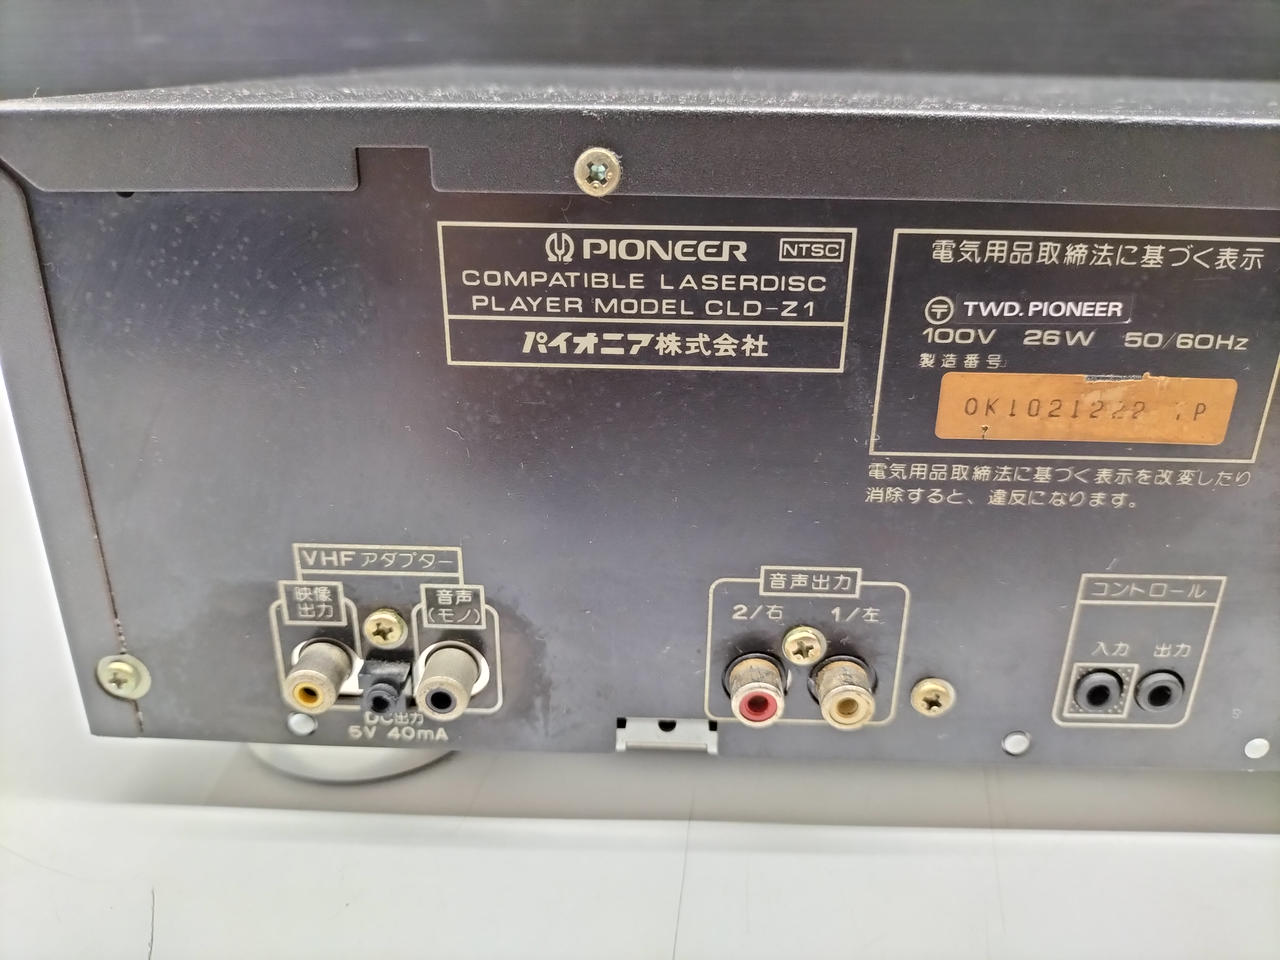 PIONEER NTSC
COMPATIBLE LASERDISC
PLAYER MODEL CLD-Z1
パイオニア株式会社
電気用品取締法に基づく表示
〒 TWD. PIONEER
100V 26W 50/60Hz
製造番号
電気用品取締法に基づく表示を改変したり
消除すると、違反になります。
VHF アダプター
映像
出力
音声
(モノ)
DC出力
5V 40mA
音声出力
2/右 1/左
コントロール
入力 出力